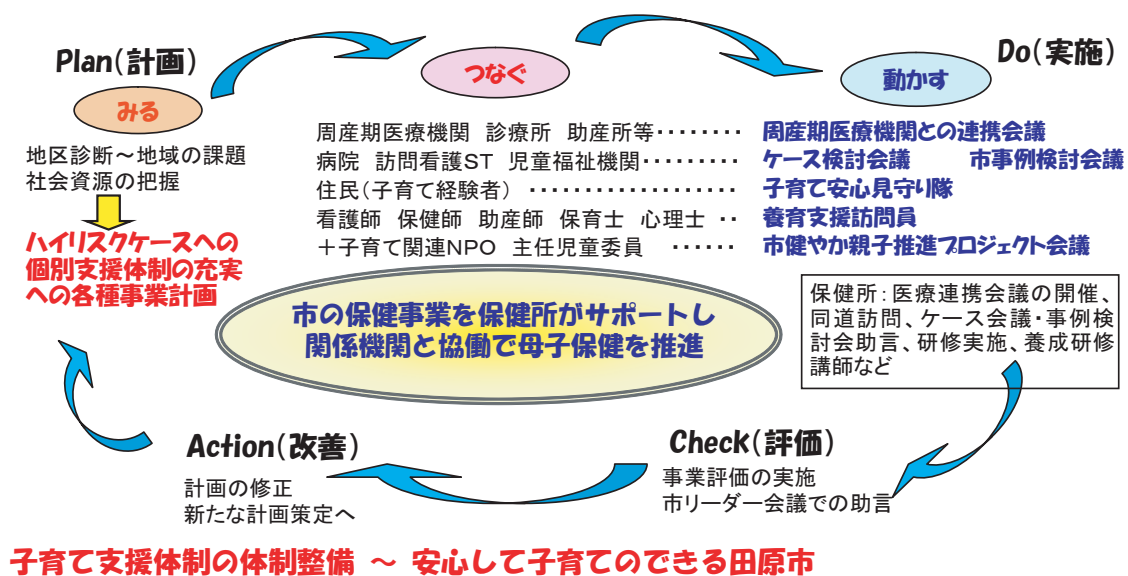 Plan(計画)
みる
地区診断~地域の課題
社会資源の把握
ハイリスクケースへの
個別支援体制の充実
への各種事業計画
つなぐ
Do(実施)
動かす
周産期医療機関 診療所 助産所等・・・・・・・・ 周産期医療機関との連携会議
病院 訪問看護ST 児童福祉機関・・・・・・・・・ ケース検討会議 市事例検討会議
住民(子育て経験者) ・・・・・・・・・・・・・・・・・・・ 子育て安心見守り隊
看護師 保健師 助産師 保育士 心理士 ・・ 養育支援訪問員
+子育て関連NPO 主任児童委員 ・・・・・・ 市健やか親子推進プロジェクト会議
市の保健事業を保健所がサポートし
関係機関と協働で母子保健を推進
保健所:医療連携会議の開催、
同道訪問、ケース会議・事例検
討会助言、研修実施、養成研修
講師など
Check(評価)
事業評価の実施
市リーダー会議での助言
Action(改善)
計画の修正
新たな計画策定へ
子育て支援体制の体制整備 ~ 安心して子育てのできる田原市